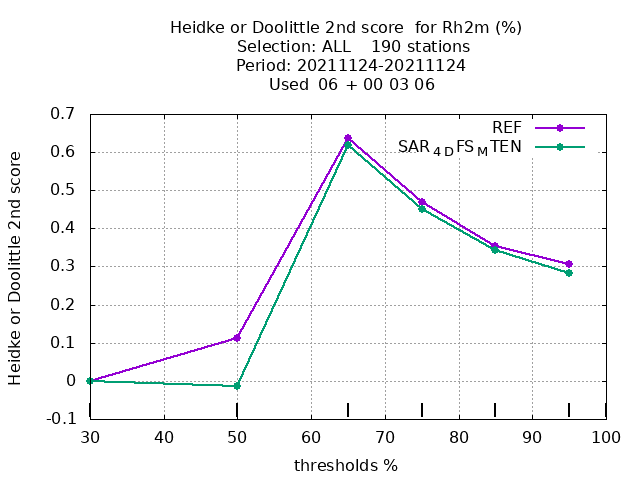 Heidke or Doolittle 2nd score  for Rh2m (%)
Selection: ALL    190 stations
Period: 20211124-20211124
Used  06 + 00 03 06
REF
SAR4DFSMTEN
Heidke or Doolittle 2nd score
0.7
0.6
0.5
0.4
0.3
0.2
0.1
0
-0.1
30 40 50 60 70 80 90 100
thresholds %